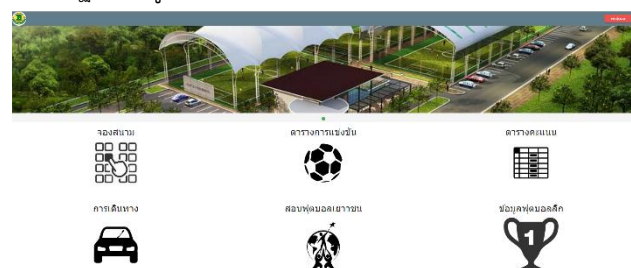 จองสนาม
ตารางการแข่งขัน
ตารางคะแนน
การเดินทาง
สอนฟุตบอลเยาวชน
ข้อมูลฟุตบอลลีก
1